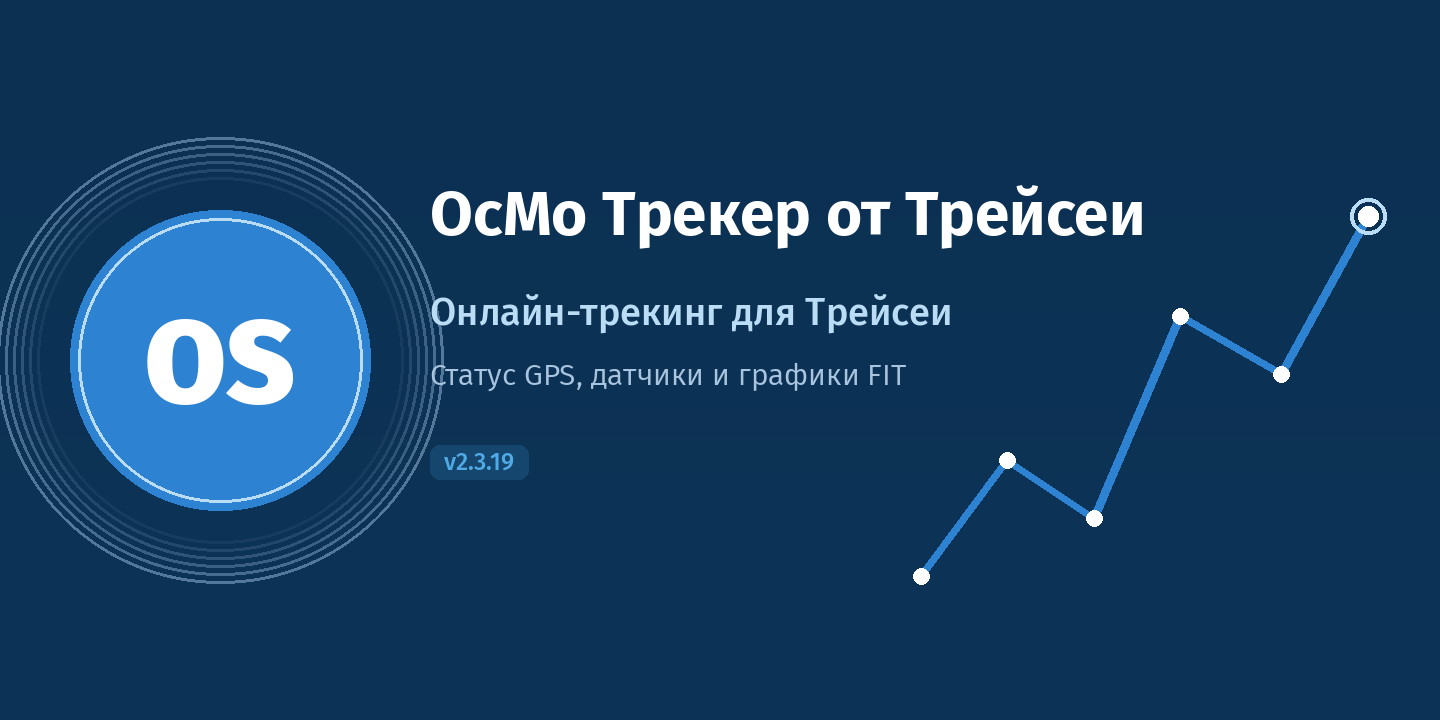 os
ОсМо Трекер от Трейсеи
Онлайн-трекинг для Трейсеи
Статус GPS, датчики и графики FIT
v2.3.19